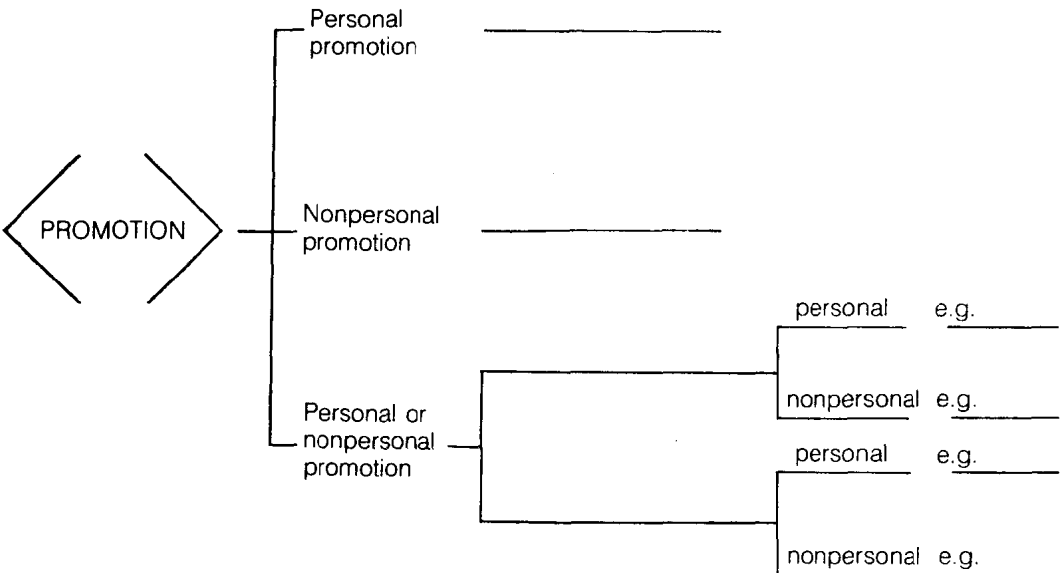 Personal
promotion
PROMOTION
Nonpersonal
promotion
Personal or
nonpersonal
promotion
personal e.g.
nonpersonal e.g.
personal e.g.
nonpersonal e.g.